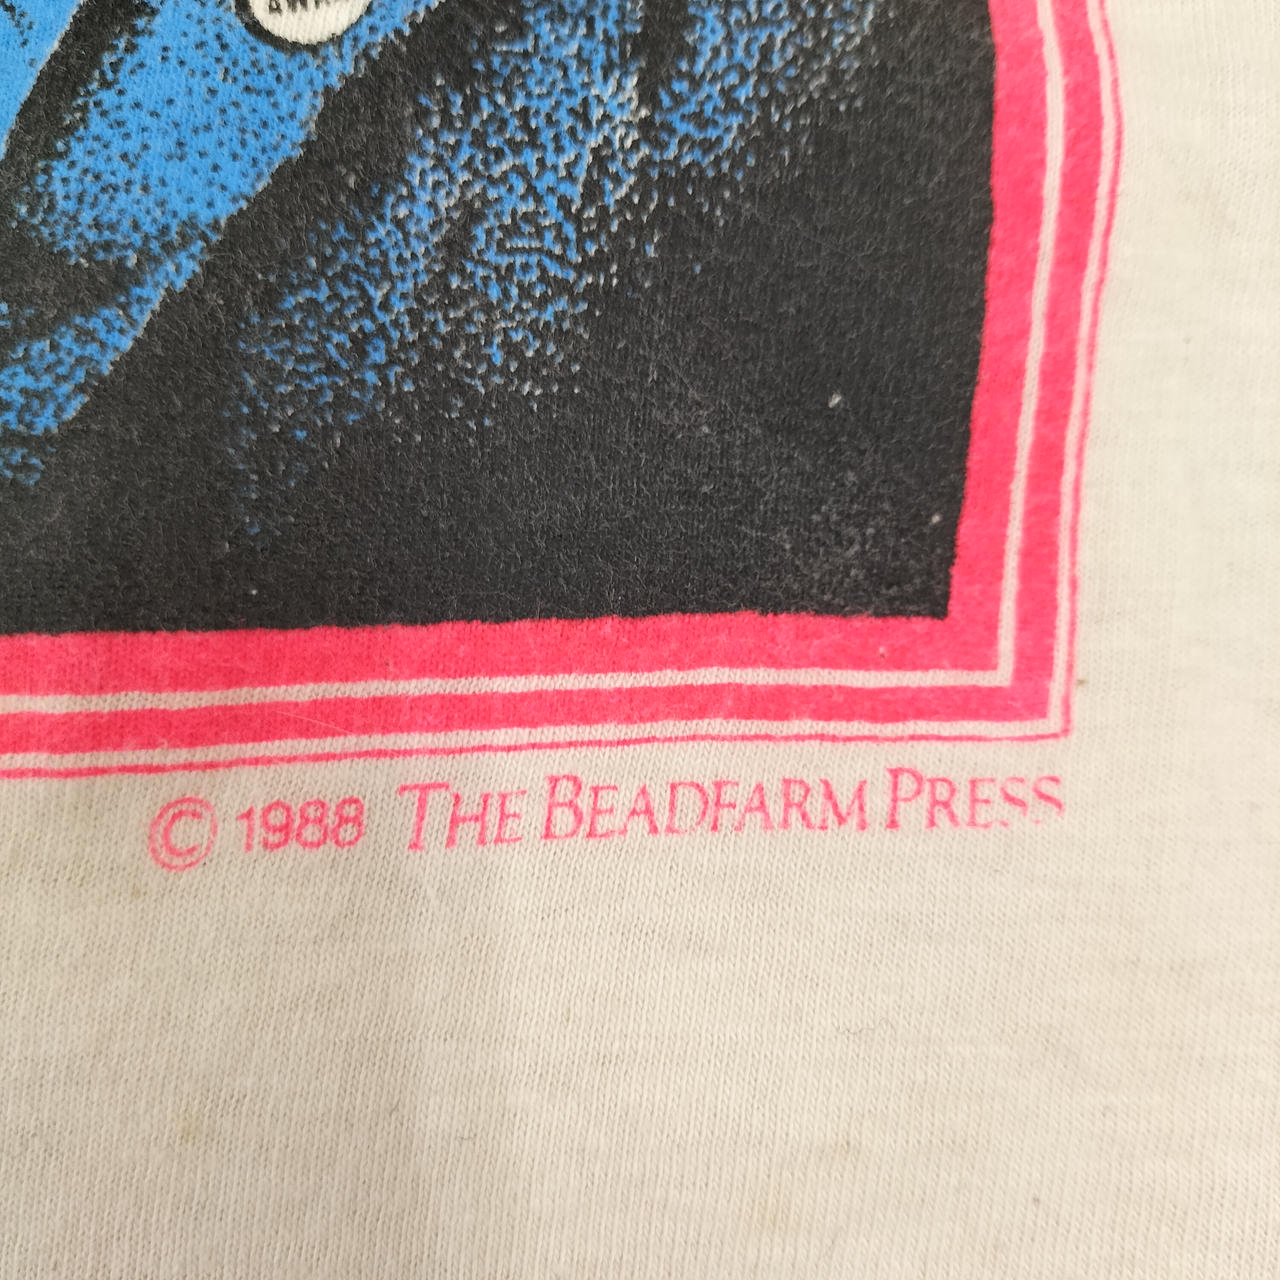 © 1988 THE BEADFARM PRESS